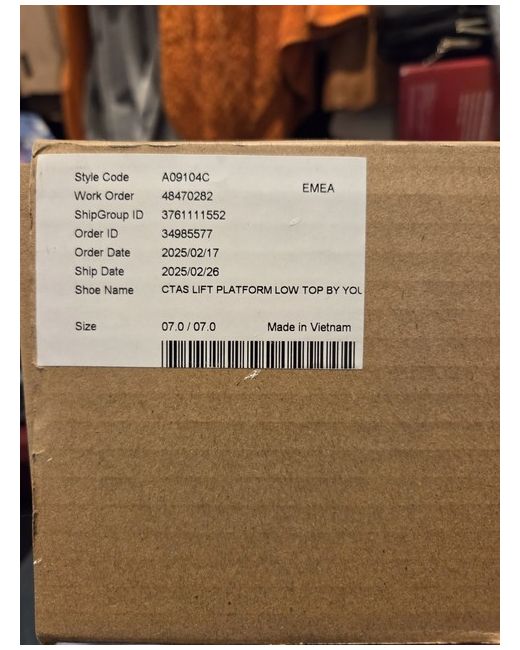 Style Code A09104C
EMEA
Work Order 48470282
ShipGroup ID 3761111552
Order ID 34985577
Order Date 2025/02/17
Ship Date 2025/02/26
Shoe Name CTAS LIFT PLATFORM LOW TOP BY YOU
Size 07.0 / 07.0 Made in Vietnam